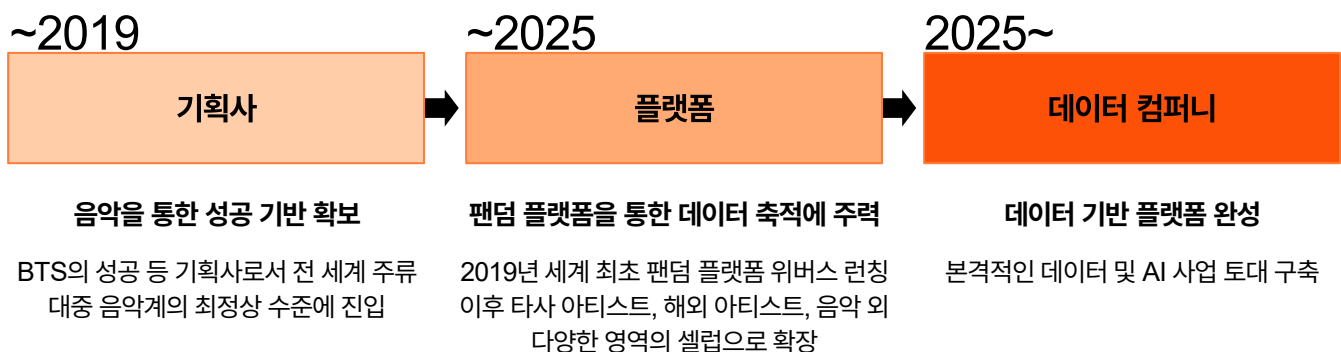 ~2019
기획사
음악을 통한 성공 기반 확보
BTS의 성공 등 기획사로서 전 세계 주류
대중 음악계의 최정상 수준에 진입
~2025
플랫폼
팬덤 플랫폼을 통한 데이터 축적에 주력
2019년 세계 최초 팬덤 플랫폼 위버스 런칭
이후 타사 아티스트, 해외 아티스트, 음악 외
다양한 영역의 셀럽으로 확장
2025~
데이터 컴퍼니
데이터 기반 플랫폼 완성
본격적인 데이터 및 AI 사업 토대 구축